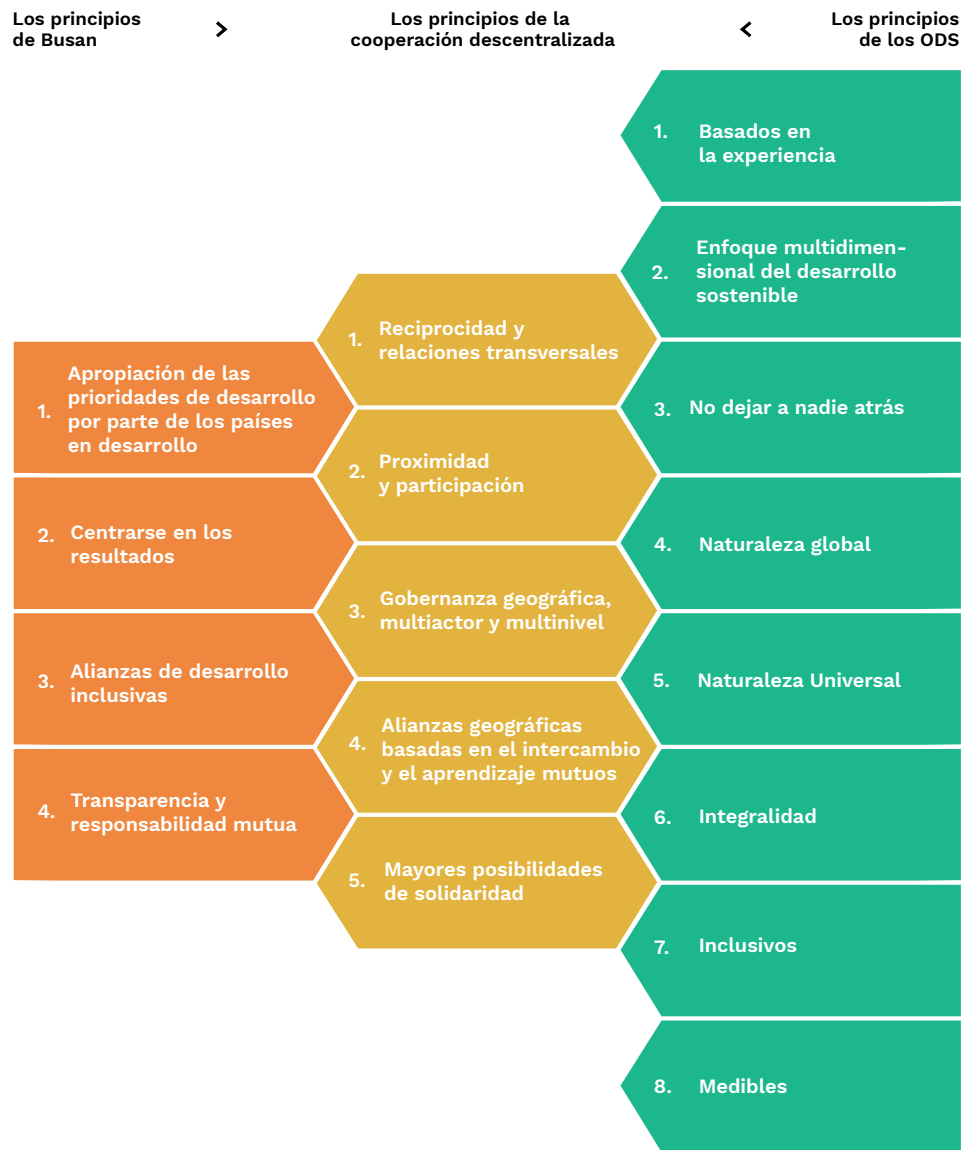 Los principios
de Busan
>
Los principios de la
cooperación descentralizada
<
Los principios
de los ODS
1. Apropiación de las
prioridades de desarrollo
por parte de los países
en desarrollo
2. Centrarse en los
resultados
3. Alianzas de desarrollo
inclusivas
4. Transparencia y
responsabilidad mutua
1. Reciprocidad y
relaciones transversales
2. Proximidad
y participación
3. Gobernanza geográfica,
multiactor y multinivel
4. Alianzas geográficas
basadas en el intercambio
y el aprendizaje mutuos
5. Mayores posibilidades
de solidaridad
1. Basados en
la experiencia
2. Enfoque multidimen-
sional del desarrollo
sostenible
3. No dejar a nadie atrás
4. Naturaleza global
5. Naturaleza Universal
6. Integralidad
7. Inclusivos
8. Medibles